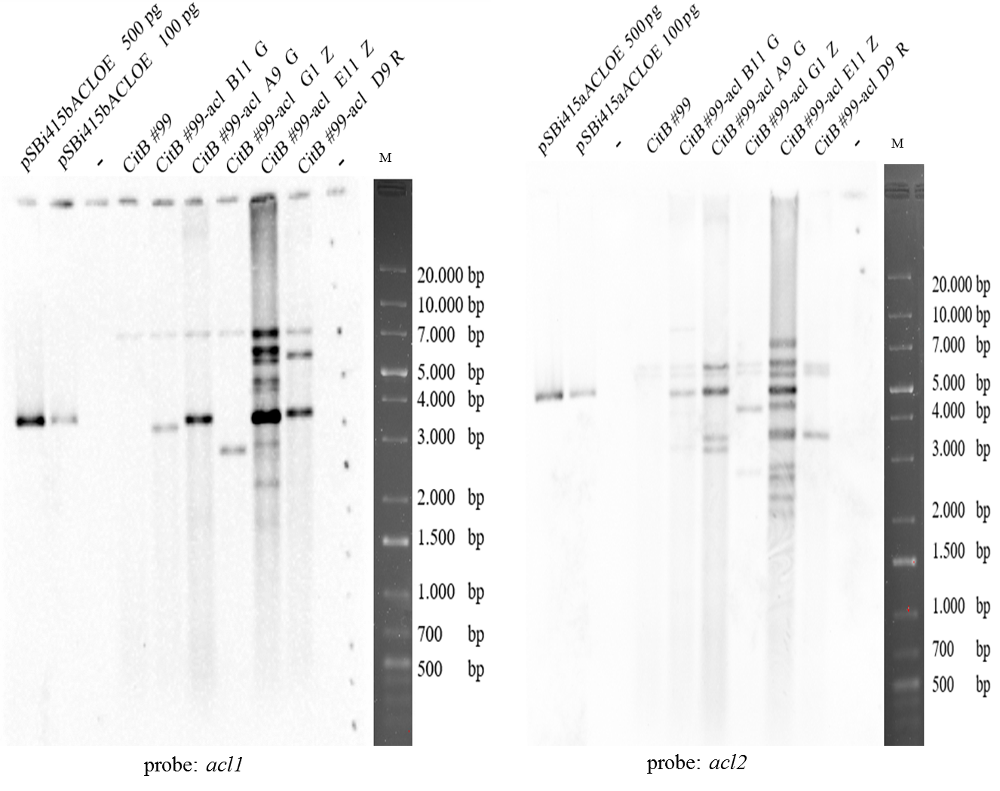 pSBi415bACLOE 500 pg
pSBi415bACLOE 100 pg
-
CitB #99
CitB #99-acl B11 G
CitB #99-acl A9 G
CitB #99-acl G1 Z
CitB #99-acl E11 Z
CitB #99-acl D9 R
-
M
20.000 bp
10.000 bp
7.000 bp
5.000 bp
4.000 bp
3.000 bp
2.000 bp
1.500 bp
1.000 bp
700 bp
500 bp
probe: acl1
pSBi415aACLOE 500pg
pSBi415aACLOE 100pg
-
CitB #99
CitB #99-acl B11 G
CitB #99-acl A9 G
CitB #99-acl G1 Z
CitB #99-acl E11 Z
CitB #99-acl D9 R
-
M
20.000 bp
10.000 bp
7.000 bp
5.000 bp
4.000 bp
3.000 bp
2.000 bp
1.500 bp
1.000 bp
700 bp
500 bp
probe: acl2